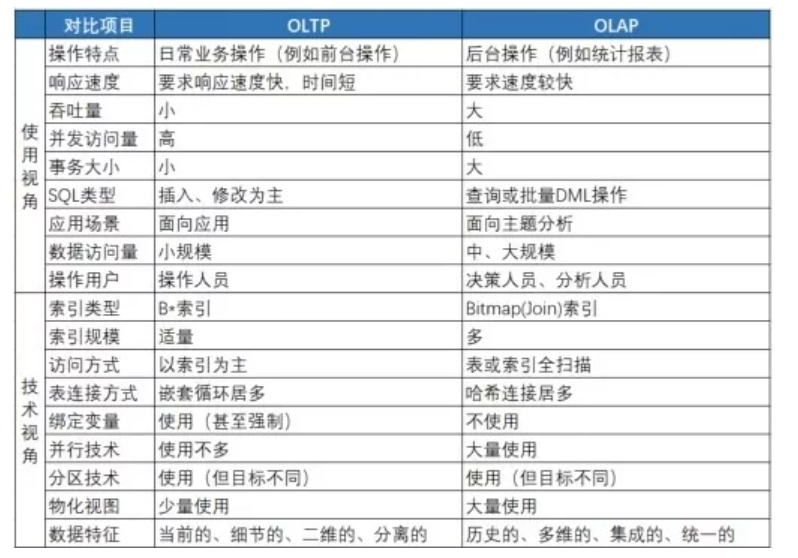 对比项目 OLTP OLAP
使用视角
操作特点 日常业务操作（例如前台操作） 后台操作（例如统计报表）
响应速度 要求响应速度快，时间短 要求速度较快
吞吐量 小 大
并发访问量 高 低
事务大小 小 大
SQL类型 插入、修改为主 查询或批量DML操作
应用场景 面向应用 面向主题分析
数据访问量 小规模 中、大规模
操作用户 操作人员 决策人员、分析人员
技术视角
索引类型 B*索引 Bitmap(Join)索引
索引规模 适量 多
访问方式 以索引为主 表或索引全扫描
表连接方式 嵌套循环居多 哈希连接居多
绑定变量 使用（甚至强制） 不使用
并行技术 使用不多 大量使用
分区技术 使用（但目标不同） 使用（但目标不同）
物化视图 少量使用 大量使用
数据特征 当前的、细节的、二维的、分离的 历史的、多维的、集成的、统一的